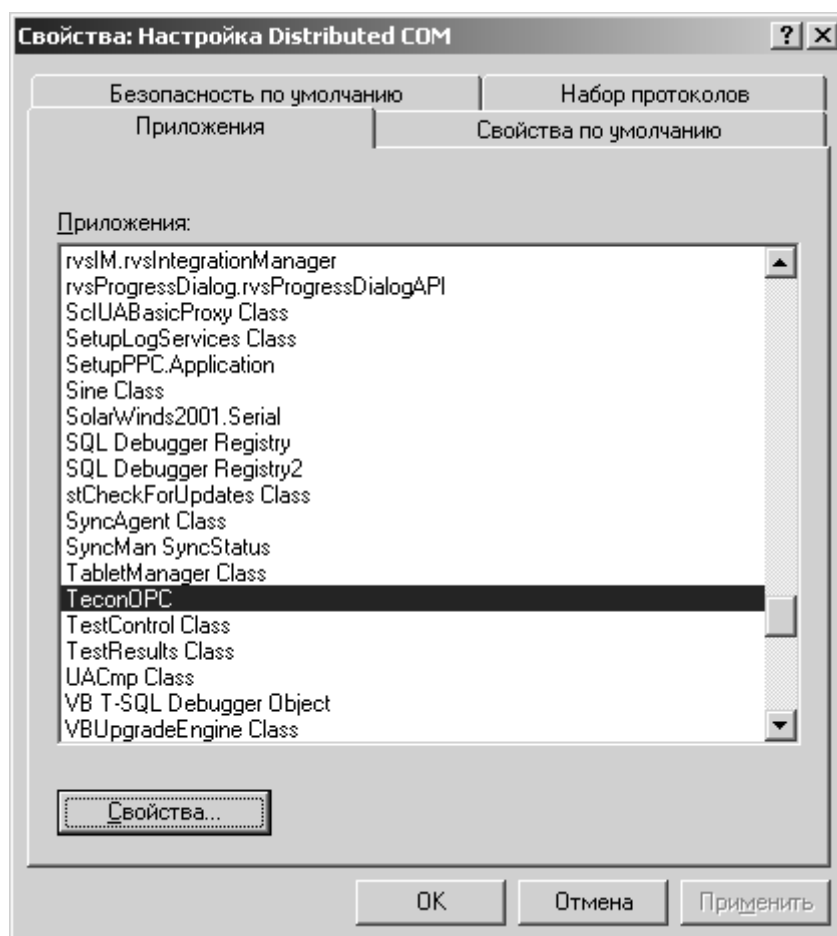 Свойства: Настройка Distributed COM
Безопасность по умолчанию
Набор протоколов
Приложения
Свойства по умолчанию
Приложения:
rvsIM.rvsIntegrationManager
rvsProgressDialog.rvsProgressDialogAPI
SclUABasicProxy Class
SetupLogServices Class
SetupPPC.Application
Sine Class
SolarWinds2001.Serial
SQL Debugger Registry
SQL Debugger Registry2
stCheckForUpdates Class
SyncAgent Class
SyncMan SyncStatus
TabletManager Class
TeconOPC
TestControl Class
TestResults Class
UACmp Class
VB T-SQL Debugger Object
VBUpgradeEngine Class
Свойства...
OK
Отмена
Применить